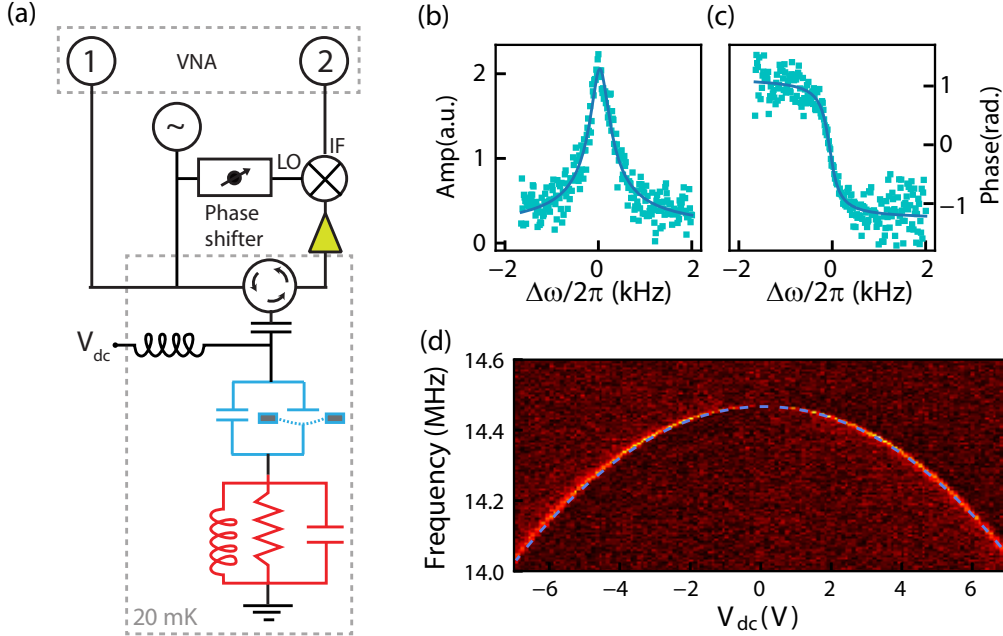 (a)
1
VNA
2
~
IF
LO
Phase
shifter
Vdc
20 mK
(b)
Amp(a.u.)
2
1
0
−2
0
2
Δω/2π (kHz)
(c)
Phase(rad.)
1
0
−1
−2
0
2
Δω/2π (kHz)
(d)
Frequency (MHz)
14.6
14.4
14.2
14.0
−6
−4
−2
0
2
4
6
Vdc(V)